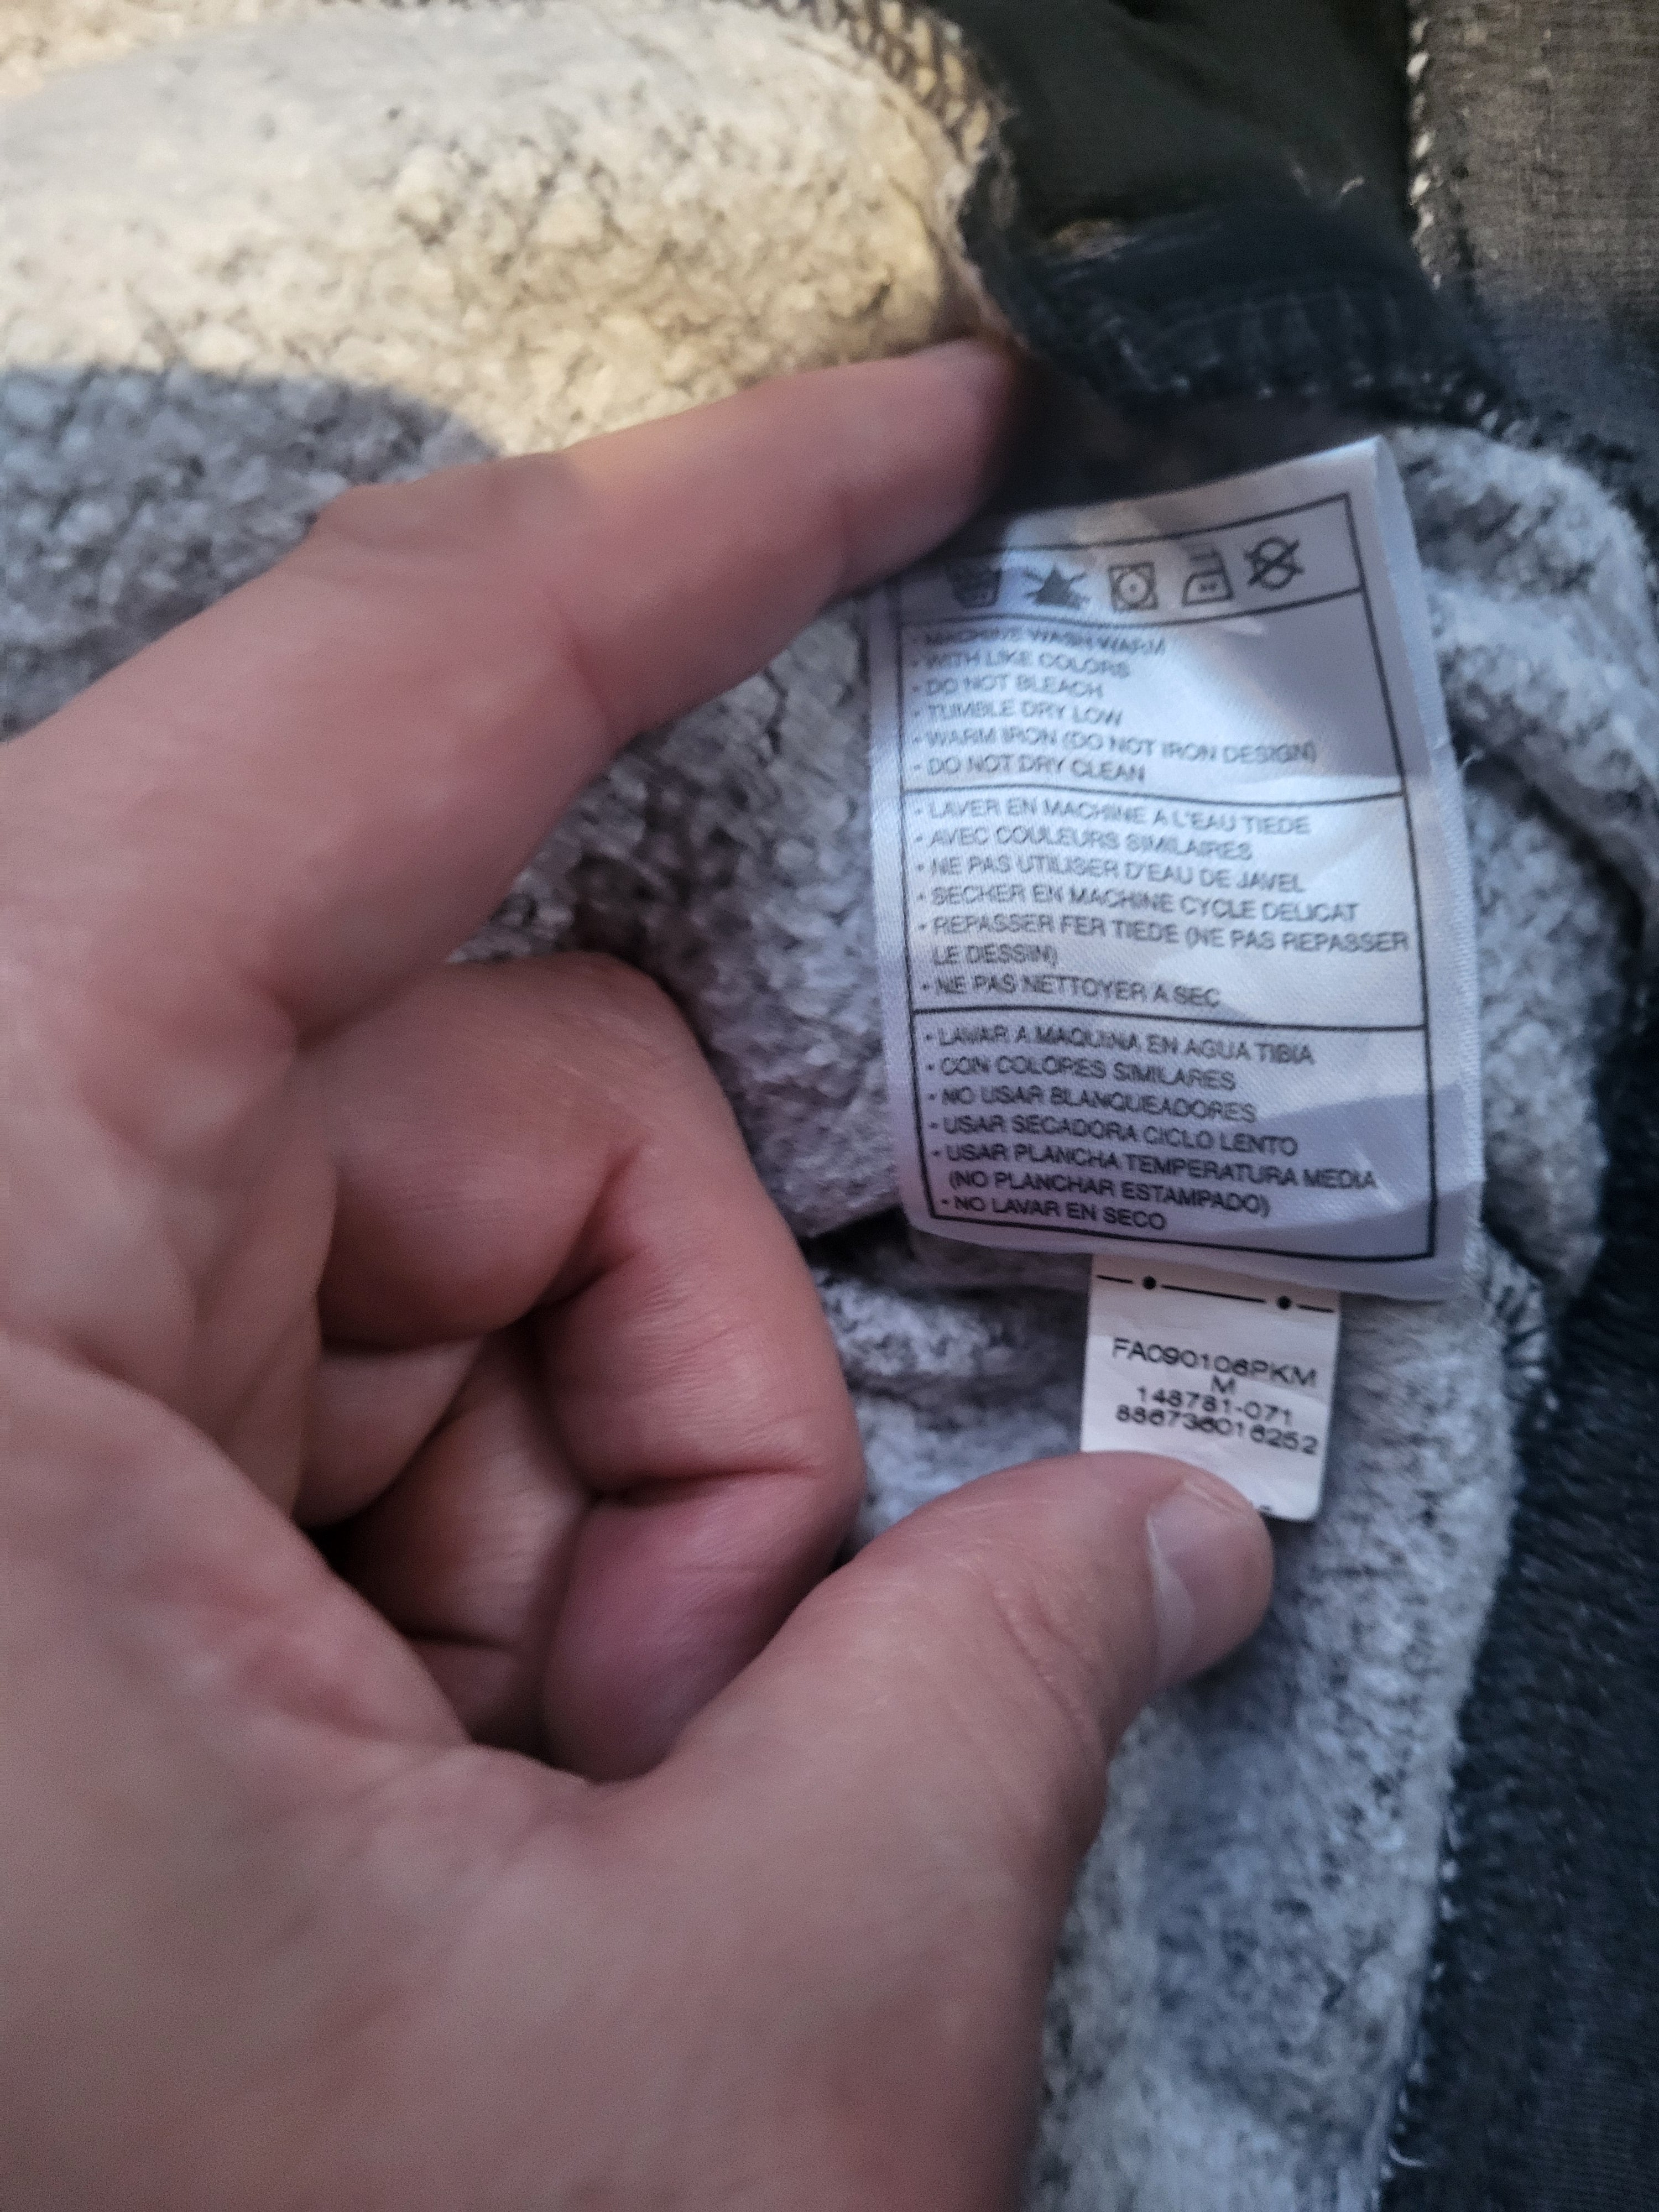 • MACHINE WASH WARM
• WITH LIKE COLORS
• DO NOT BLEACH
• TUMBLE DRY LOW
• WARM IRON (DO NOT IRON DESIGN)
• DO NOT DRY CLEAN
• LAVER EN MACHINE A L'EAU TIEDE
• AVEC COULEURS SIMILAIRES
• NE PAS UTILISER D'EAU DE JAVEL
• SECHER EN MACHINE CYCLE DELICAT
• REPASSER FER TIEDE (NE PAS REPASSER
LE DESSIN)
• NE PAS NETTOYER A SEC
• LAVAR A MAQUINA EN AGUA TIBIA
• CON COLORES SIMILARES
• NO USAR BLANQUEADORES
• USAR SECADORA CICLO LENTO
• USAR PLANCHA TEMPERATURA MEDIA
(NO PLANCHAR ESTAMPADO)
• NO LAVAR EN SECO
FA090106PKM
M
148781-071
886736016252